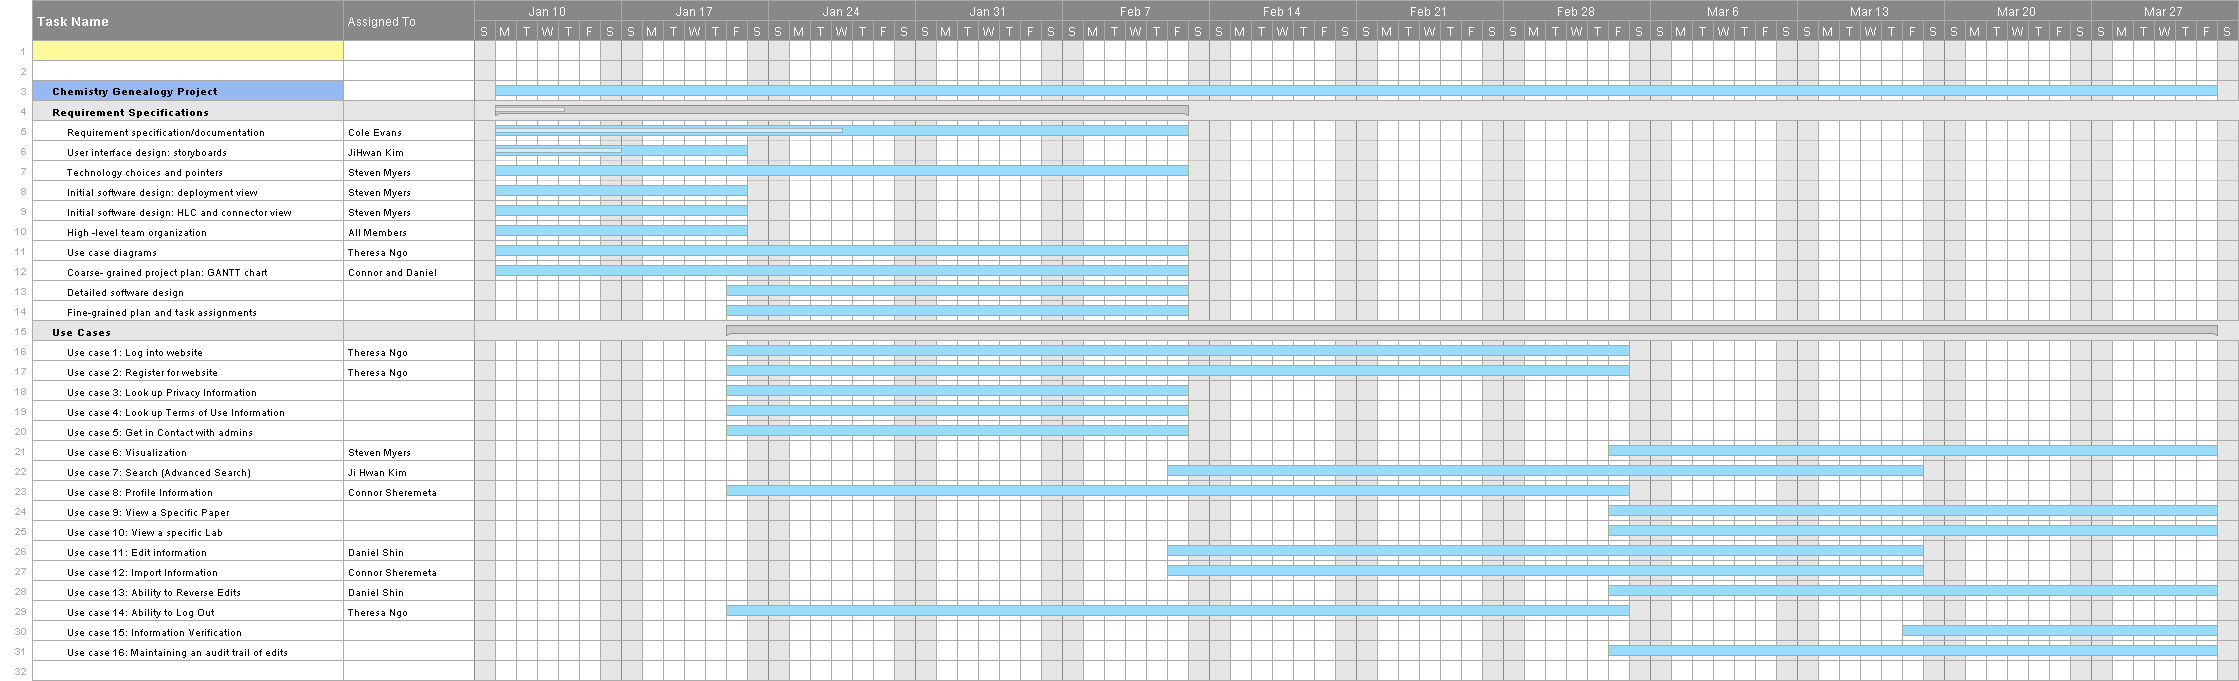 Task Name Assigned To Jan 10 Jan 17 Jan 24 Jan 31 Feb 7 Feb 14 Feb 21 Feb 28 Mar 6 Mar 13 Mar 20 Mar 27
S M T W T F S S M T W T F S S M T W T F S S M T W T F S S M T W T F S S M T W T F S S M T W T F S S M T W T F S S M T W T F S S M T W T F S S M T W T F S S M T W T F S
1
2
3 Chemistry Genealogy Project
4 Requirement Specifications
5 Requirement specification/documentation Cole Evans
6 User interface design: storyboards JiHwan Kim
7 Technology choices and pointers Steven Myers
8 Initial software design: deployment view Steven Myers
9 Initial software design: HLC and connector view Steven Myers
10 High -level team organization All Members
11 Use case diagrams Theresa Ngo
12 Coarse- grained project plan: GANTT chart Connor and Daniel
13 Detailed software design
14 Fine-grained plan and task assignments
15 Use Cases
16 Use case 1: Log into website Theresa Ngo
17 Use case 2: Register for website Theresa Ngo
18 Use case 3: Look up Privacy Information
19 Use case 4: Look up Terms of Use Information
20 Use case 5: Get in Contact with admins
21 Use case 6: Visualization Steven Myers
22 Use case 7: Search (Advanced Search) Ji Hwan Kim
23 Use case 8: Profile Information Connor Sheremeta
24 Use case 9: View a Specific Paper
25 Use case 10: View a specific Lab
26 Use case 11: Edit information Daniel Shin
27 Use case 12: Import Information Connor Sheremeta
28 Use case 13: Ability to Reverse Edits Daniel Shin
29 Use case 14: Ability to Log Out Theresa Ngo
30 Use case 15: Information Verification
31 Use case 16: Maintaining an audit trail of edits
32